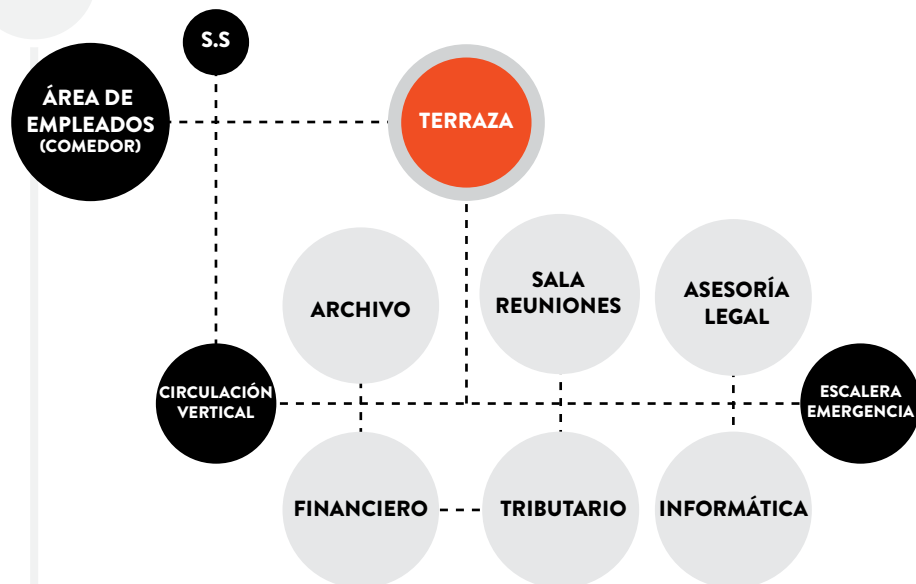 S.S
ÁREA DE
EMPLEADOS
(COMEDOR)
TERRAZA
ARCHIVO
SALA
REUNIONES
ASESORÍA
LEGAL
CIRCULACIÓN
VERTICAL
ESCALERA
EMERGENCIA
FINANCIERO
TRIBUTARIO
INFORMÁTICA